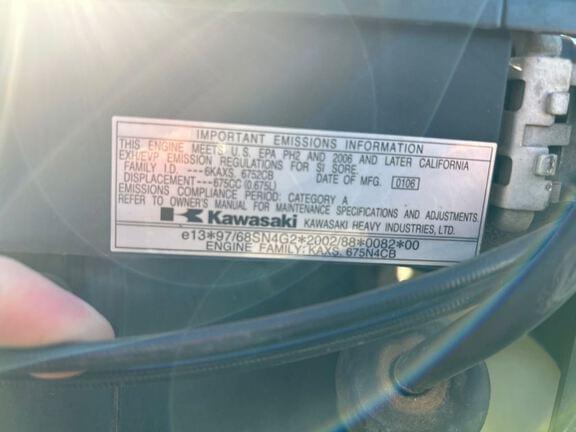 IMPORTANT EMISSIONS INFORMATION
THIS ENGINE MEETS U.S. EPA PH2 AND 2006 AND LATER CALIFORNIA
EXH/EVP EMISSION REGULATIONS FOR SI SORE.
FAMILY I.D. ---6KAXS. 6752CB DATE OF MFG. 0106
DISPLACEMENT ---675CC (0.675L)
EMISSIONS COMPLIANCE PERIOD: CATEGORY A
REFER TO OWNER'S MANUAL FOR MAINTENANCE SPECIFICATIONS AND ADJUSTMENTS.
Kawasaki KAWASAKI HEAVY INDUSTRIES, LTD.
e13*97/68SN4G2*2002/88*0082*00
ENGINE FAMILY: KAXS. 675N4CB